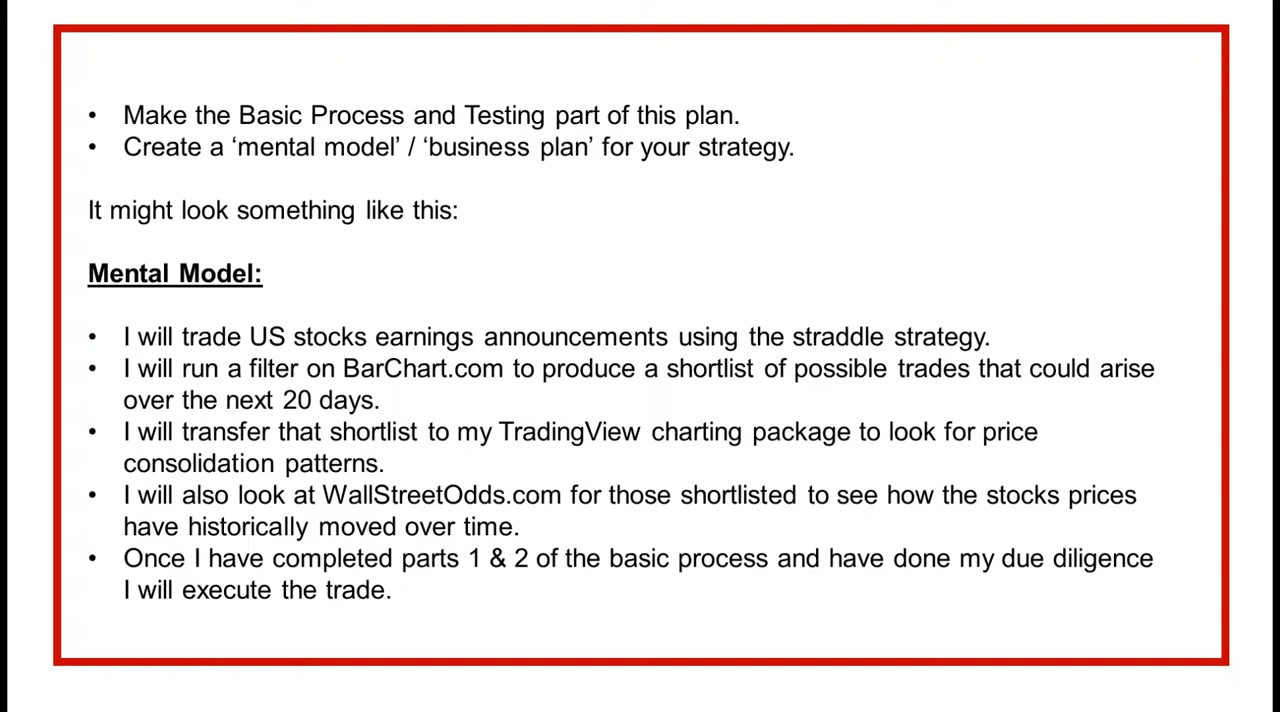 • Make the Basic Process and Testing part of this plan.
• Create a ‘mental model’ / ‘business plan’ for your strategy.
It might look something like this:
Mental Model:
• I will trade US stocks earnings announcements using the straddle strategy.
• I will run a filter on BarChart.com to produce a shortlist of possible trades that could arise
over the next 20 days.
• I will transfer that shortlist to my TradingView charting package to look for price
consolidation patterns.
• I will also look at WallStreetOdds.com for those shortlisted to see how the stocks prices
have historically moved over time.
• Once I have completed parts 1 & 2 of the basic process and have done my due diligence
I will execute the trade.